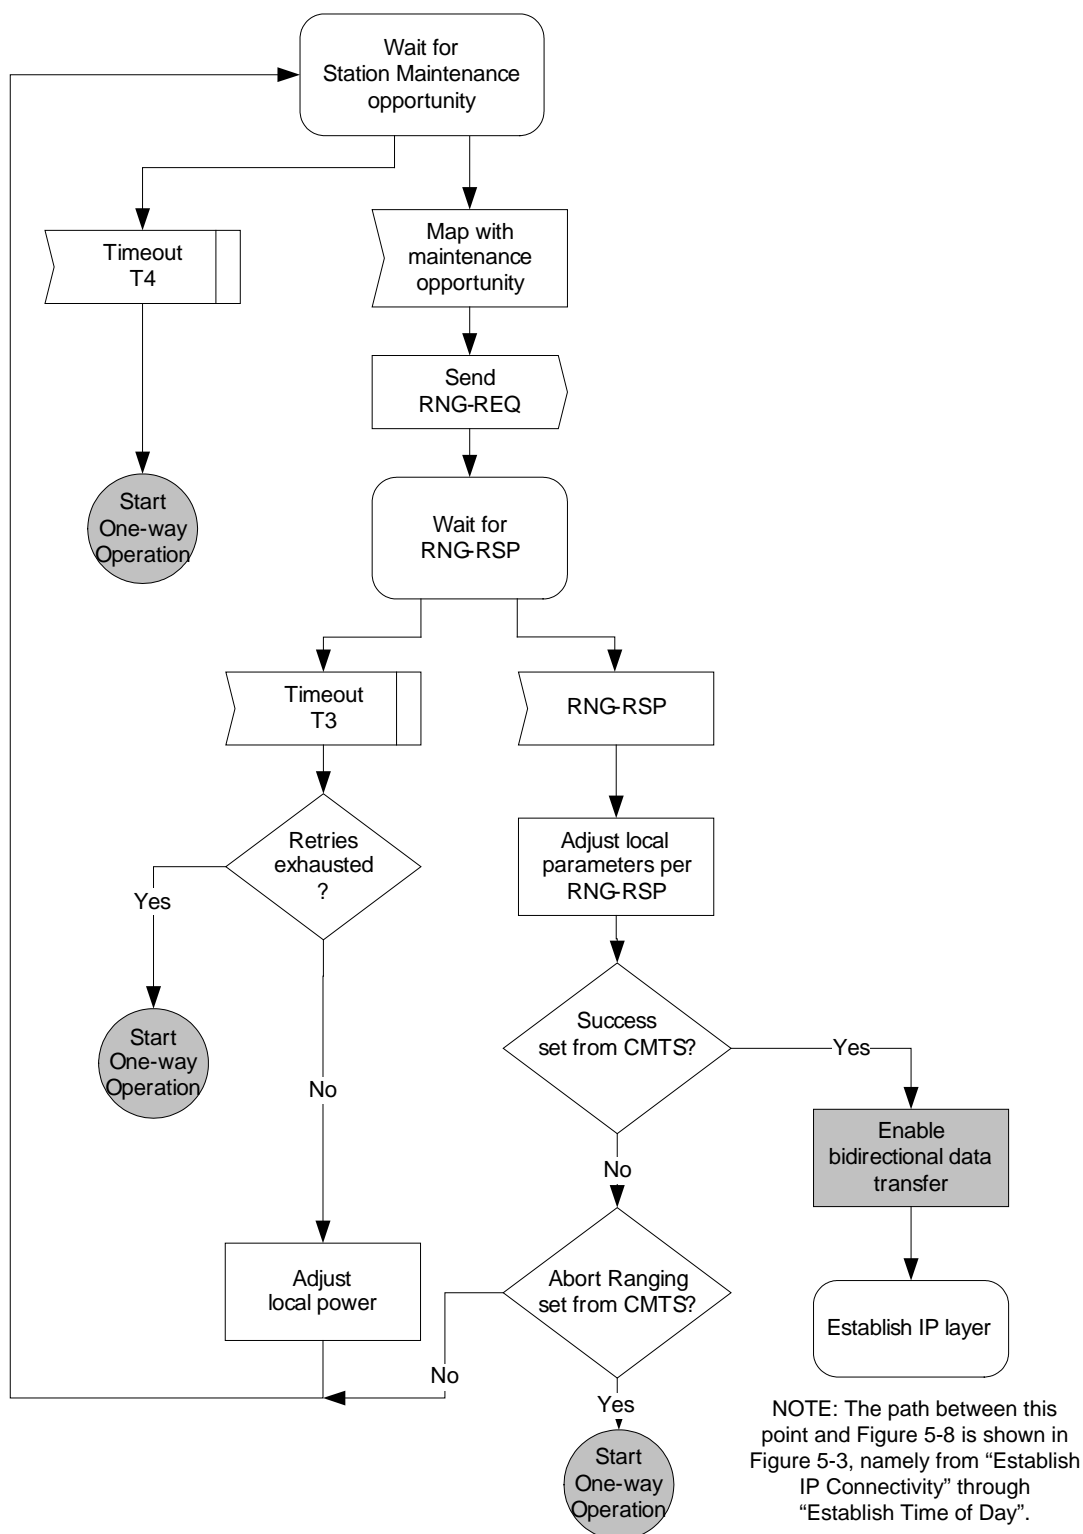 Wait for
Station Maintenance
opportunity
Timeout
T4
Map with
maintenance
opportunity
Send
RNG-REQ
Start
One-way
Operation
Wait for
RNG-RSP
Timeout
T3
RNG-RSP
Retries
exhausted
?
Adjust local
parameters per
RNG-RSP
Yes
Start
One-way
Operation
No
Success
set from CMTS?
Yes
Enable
bidirectional data
transfer
No
Adjust
local power
Abort Ranging
set from CMTS?
Establish IP layer
No
Yes
Start
One-way
Operation
NOTE: The path between this
point and Figure 5-8 is shown in
Figure 5-3, namely from “Establish
IP Connectivity” through
“Establish Time of Day”.